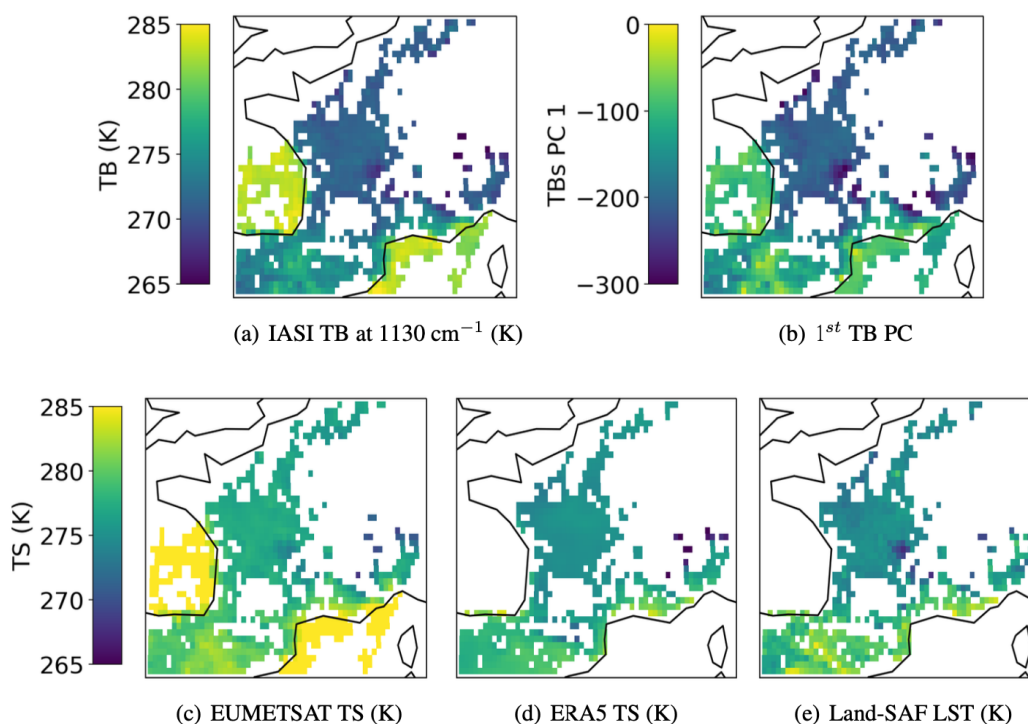 285
280
275
270
265
TB (K)
0
−100
−200
−300
TBs PC 1
(a) IASI TB at 1130 cm⁻¹ (K)
(b) 1ˢᵗ TB PC
285
280
275
270
265
TS (K)
(c) EUMETSAT TS (K)
(d) ERA5 TS (K)
(e) Land-SAF LST (K)